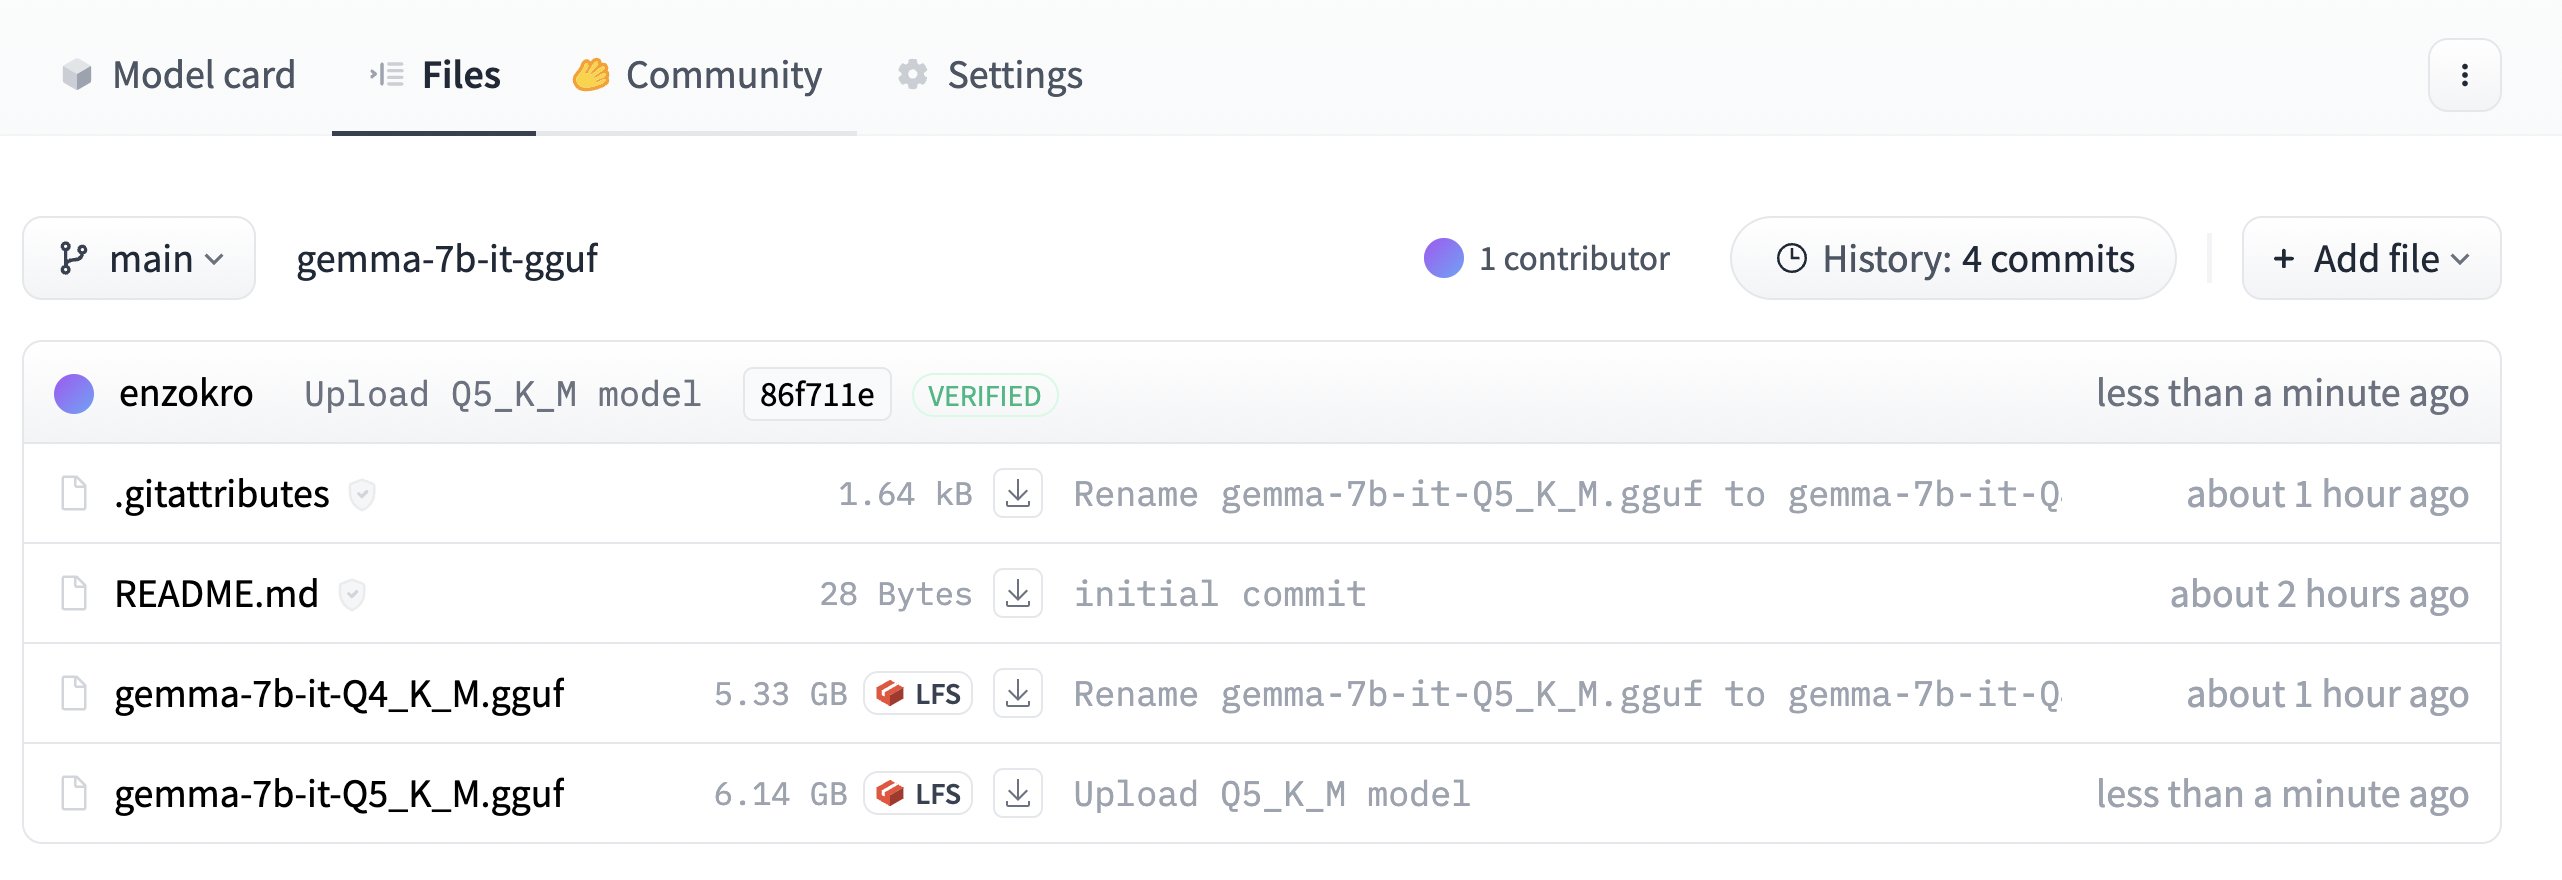 Model card Files Community Settings
main gemma-7b-it-gguf 1 contributor History: 4 commits + Add file
enzokro Upload Q5_K_M model 86f711e VERIFIED less than a minute ago
.gitattributes 1.64 kB Rename gemma-7b-it-Q5_K_M.gguf to gemma-7b-it-Q about 1 hour ago
README.md 28 Bytes initial commit about 2 hours ago
gemma-7b-it-Q4_K_M.gguf 5.33 GB LFS Rename gemma-7b-it-Q5_K_M.gguf to gemma-7b-it-Q about 1 hour ago
gemma-7b-it-Q5_K_M.gguf 6.14 GB LFS Upload Q5_K_M model less than a minute ago